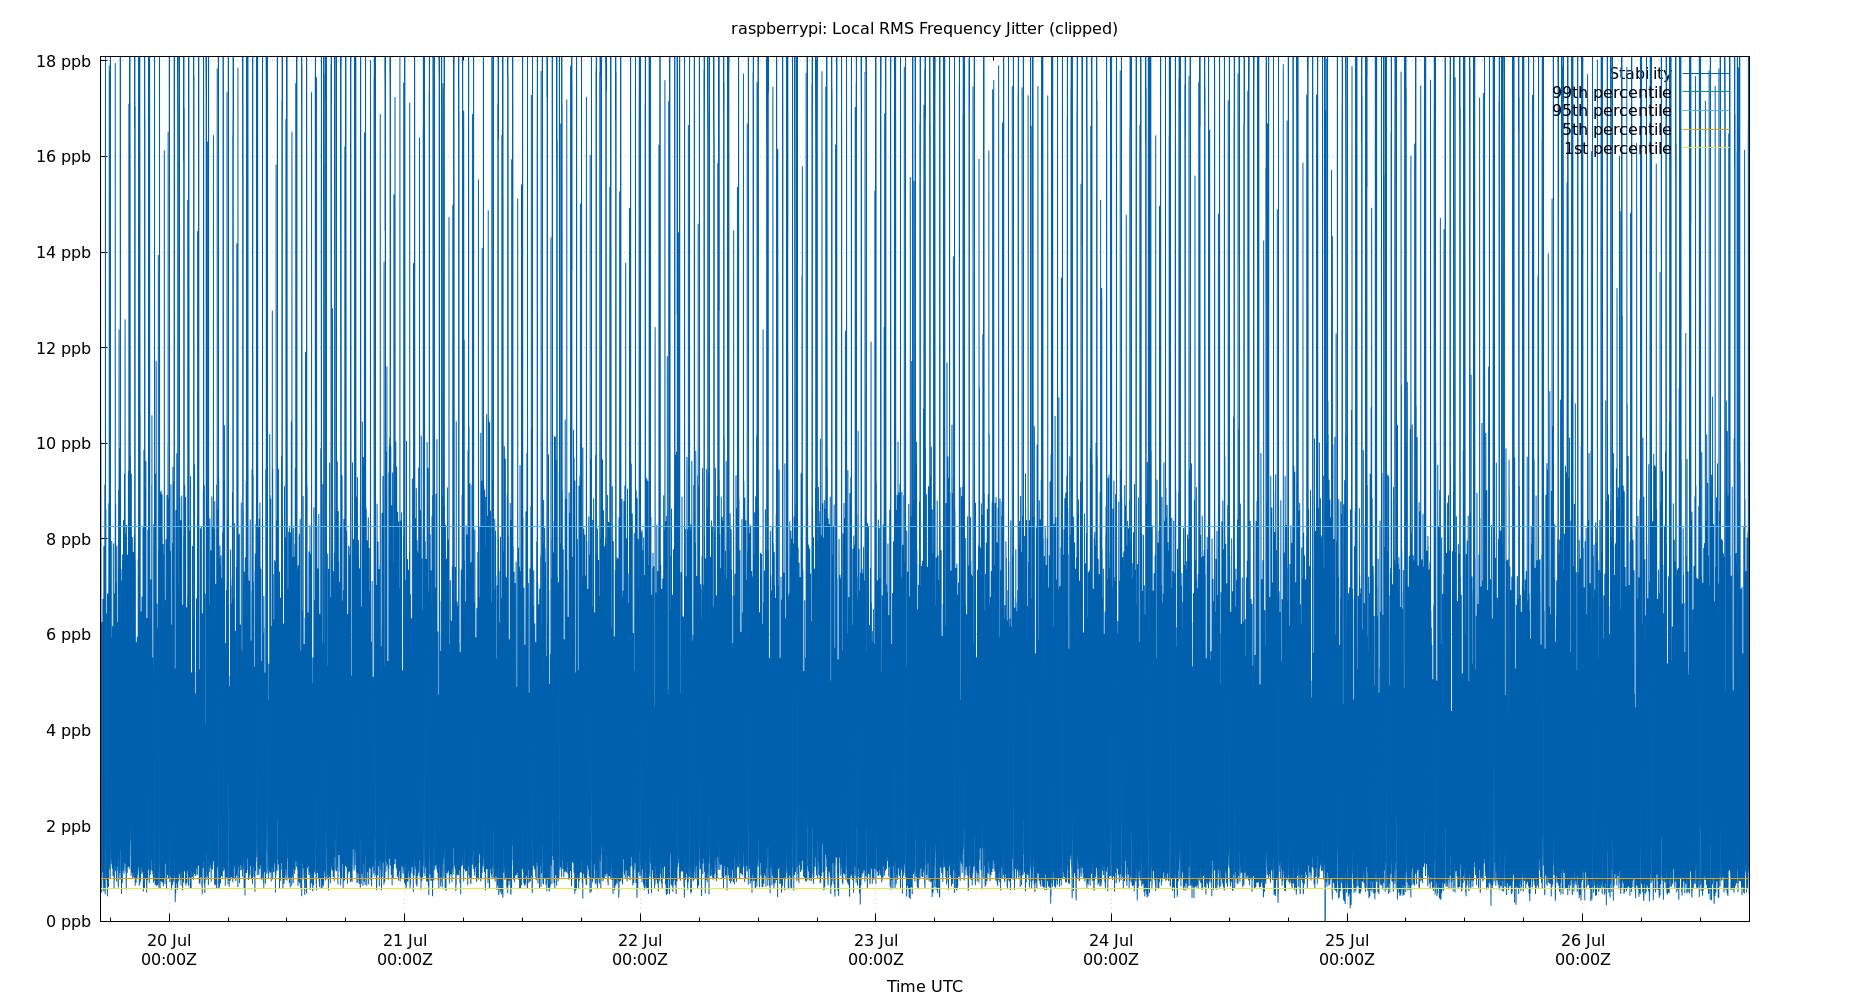 raspberrypi: Local RMS Frequency Jitter (clipped)
18 ppb
16 ppb
14 ppb
12 ppb
10 ppb
8 ppb
6 ppb
4 ppb
2 ppb
0 ppb
Stability
99th percentile
95th percentile
5th percentile
1st percentile
20 Jul 21 Jul 22 Jul 23 Jul 24 Jul 25 Jul 26 Jul
00:00Z 00:00Z 00:00Z 00:00Z 00:00Z 00:00Z 00:00Z
Time UTC